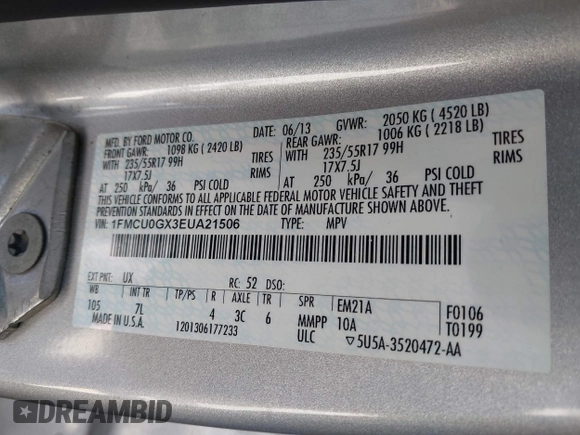 MFD. BY FORD MOTOR CO.
DATE 06/13 GVWR: 2050 KG ( 4520 LB)
FRONT GAWR: 1098 KG ( 2420 LB)
REAR GAWR: 1006 KG ( 2218 LB)
WITH 235/55R17 99H TIRES
WITH 235/55R17 99H TIRES
17X7.5J RIMS
17X7.5J RIMS
AT 250 kPa/ 36 PSI COLD
AT 250 kPa/ 36 PSI COLD
THIS VEHICLE CONFORMS TO ALL APPLICABLE FEDERAL MOTOR VEHICLE SAFETY AND THEFT
PREVENTION STANDARDS IN EFFECT ON THE DATE OF MANUFACTURE SHOWN ABOVE.
VIN: 1FMCU0GX3EUA21506 TYPE: MPV
EXT PNT: UX RC: 52 DSO:
WB INT TR TP/PS R AXLE TR SPR EM21A F0106
105 7L 4 3C 6 MMPP 10A T0199
MADE IN U.S.A. 1201306177233 ULC ▽5U5A-3520472-AA
DREAMBID